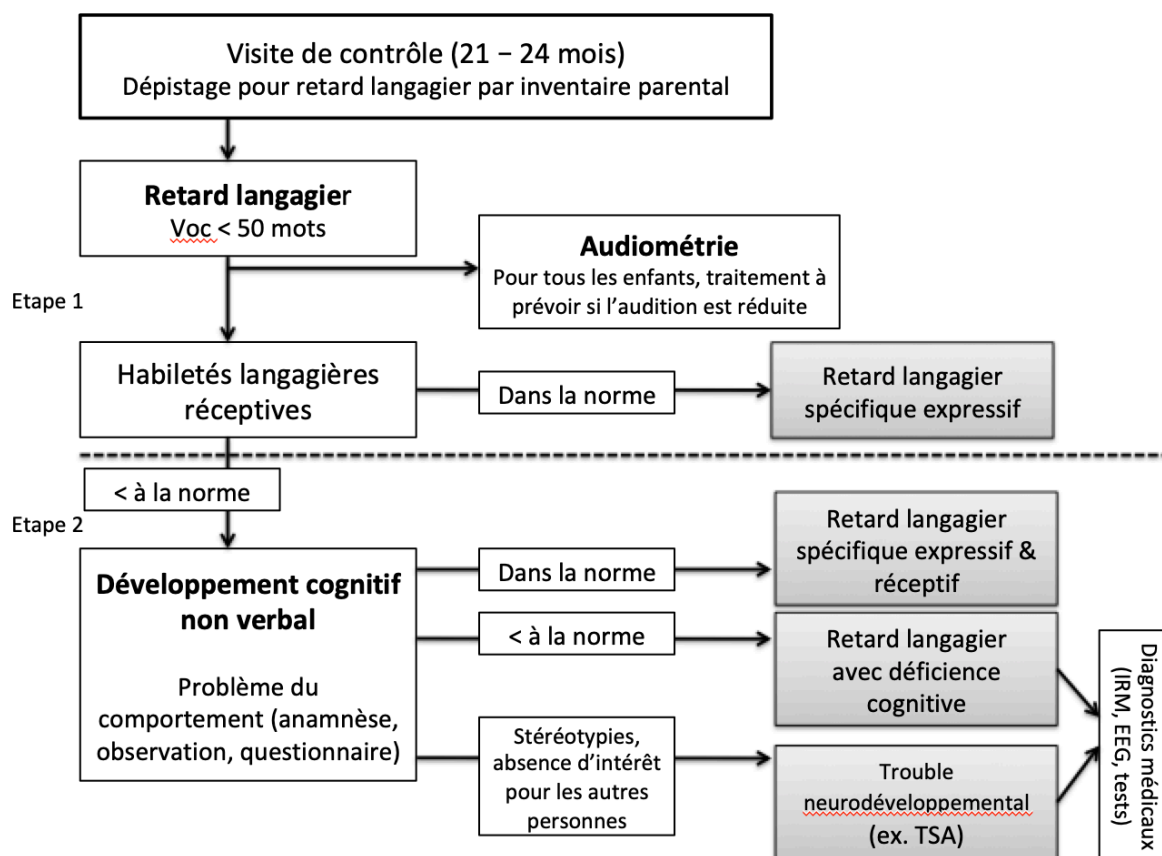 Visite de contrôle (21 – 24 mois)
Dépistage pour retard langagier par inventaire parental
Retard langagier
Voc < 50 mots
Audiométrie
Pour tous les enfants, traitement à
prévoir si l'audition est réduite
Etape 1
Habiletés langagières
réceptives
Dans la norme
Retard langagier
spécifique expressif
< à la norme
Etape 2
Développement cognitif
non verbal
Problème du
comportement (anamnèse,
observation, questionnaire)
Dans la norme
Retard langagier
spécifique expressif &
réceptif
< à la norme
Retard langagier
avec déficience
cognitive
Stéréotypies,
absence d'intérêt
pour les autres
personnes
Trouble
neurodéveloppemental
(ex. TSA)
Diagnostics médicaux
(IRM, EEG, tests)